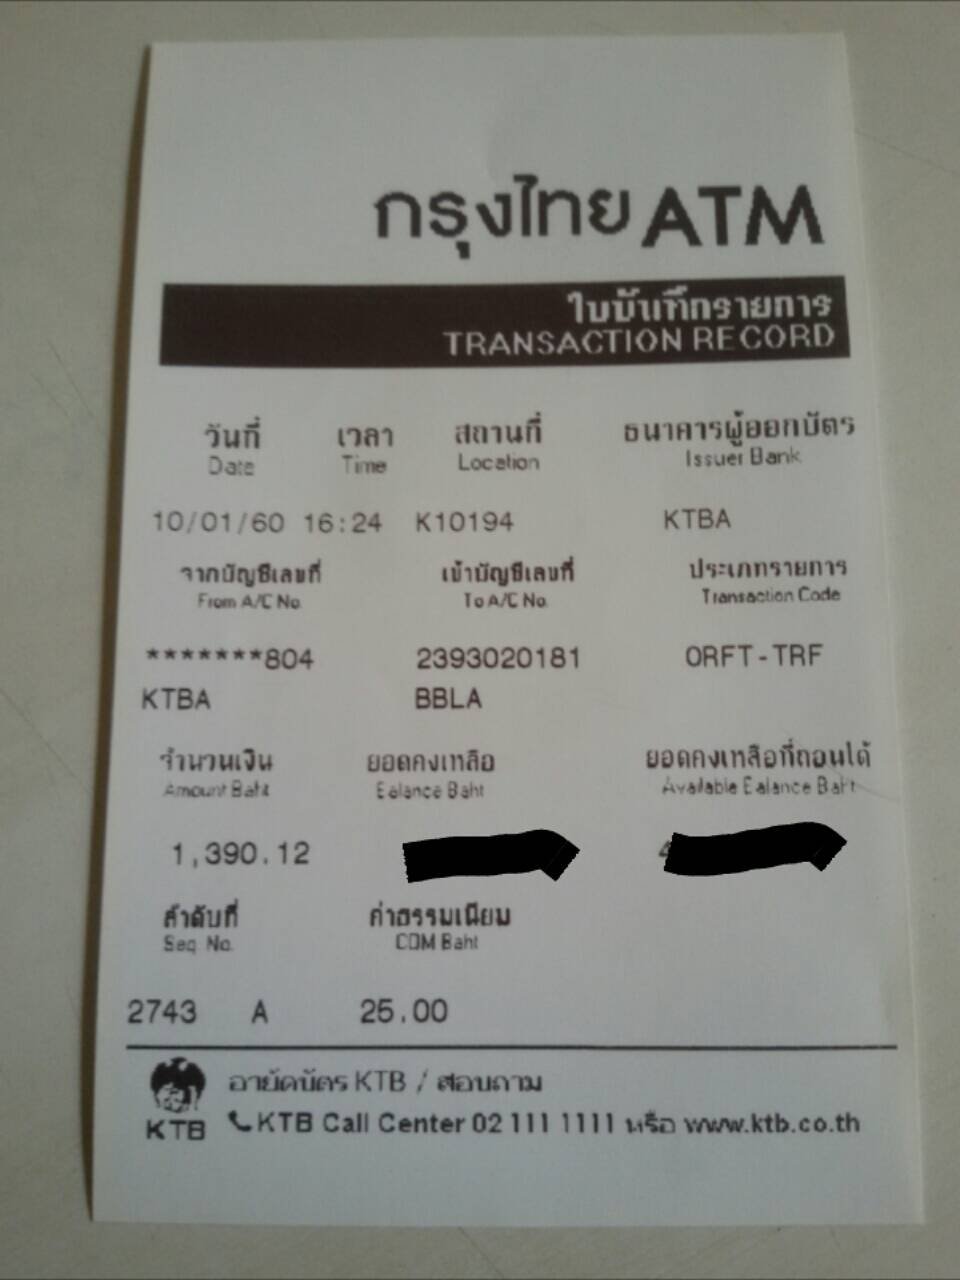 กรุงไทย ATM
ใบบันทึกรายการ
TRANSACTION RECORD
วันที่ เวลา สถานที่ ธนาคารผู้ออกบัตร
Date Time Location Issuer Bank
10/01/60 16:24 K10194 KTBA
จากบัญชีเลขที่ เข้าบัญชีเลขที่ ประเภทรายการ
From A/C No. To A/C No. Transaction Code
*******804 2393020181 ORFT-TRF
KTBA BBLA
จำนวนเงิน ยอดคงเหลือ ยอดคงเหลือที่ถอนได้
Amount Baht Balance Baht Available Balance Baht
1,390.12
ลำดับที่ ค่าธรรมเนียม
Seq. No. COM Baht
2743 A 25.00
อายัดบัตร KTB / สอบถาม
KTB KTB Call Center 02 111 1111 หรือ www.ktb.co.th